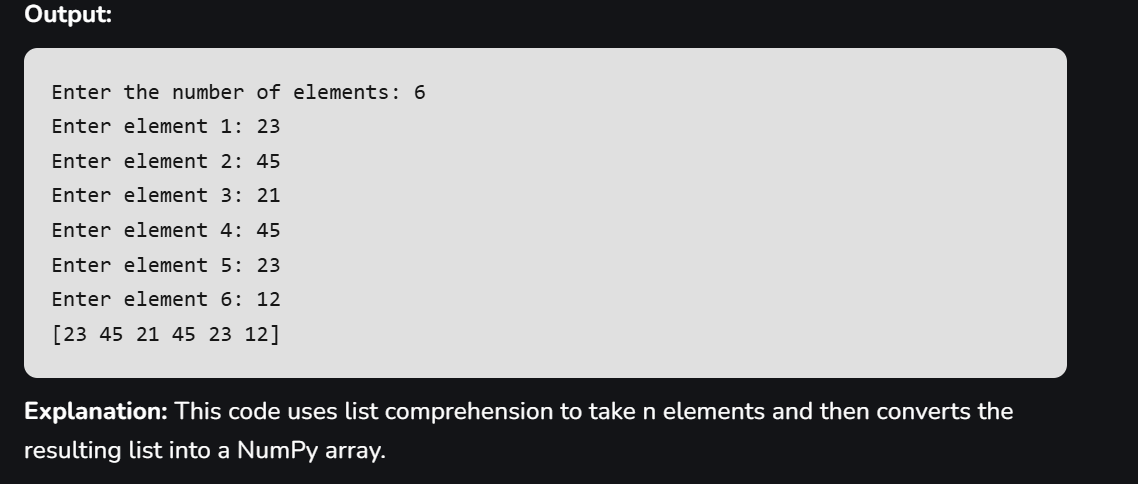 Output:
Enter the number of elements: 6
Enter element 1: 23
Enter element 2: 45
Enter element 3: 21
Enter element 4: 45
Enter element 5: 23
Enter element 6: 12
[23 45 21 45 23 12]
Explanation: This code uses list comprehension to take n elements and then converts the
resulting list into a NumPy array.